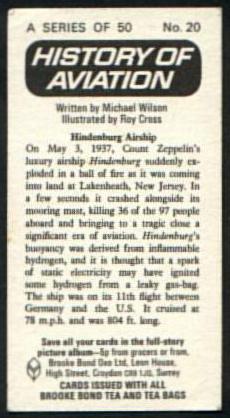 A SERIES OF 50 No. 20
HISTORY OF
AVIATION
Written by Michael Wilson
Illustrated by Roy Cross
Hindenburg Airship
On May 3, 1937, Count Zeppelin's
luxury airship Hindenburg suddenly ex-
ploded in a ball of fire as it was
coming into land at Lakenheath, New Jersey. In
a few seconds it crashed alongside its
mooring mast, killing 36 of the 97 people
aboard and bringing to a tragic close a
significant era of aviation. Hindenburg's
buoyancy was derived from inflammable
hydrogen, and it is thought that a spark
of static electricity may have ignited
some hydrogen from a leaky gas-bag.
The ship was on its 11th flight between
Germany and the U.S. It cruised at
78 m.p.h. and was 804 ft. long.
Save all your cards in the full-story
picture album—5p from grocers or from,
Brooke Bond Oxo Ltd, Leon House,
High Street, Croydon CR9 1JQ, Surrey
CARDS ISSUED WITH ALL
BROOKE BOND TEA AND TEA BAGS